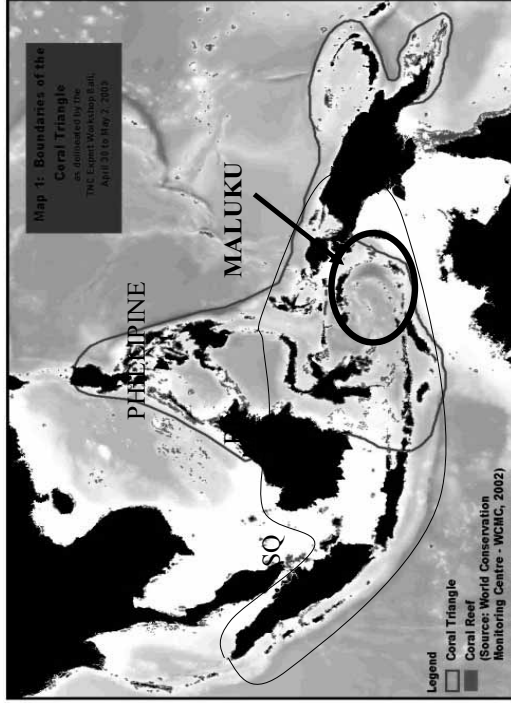 Map 1: Boundaries of the
Coral Triangle
as delineated by the
TNC Expert Workshop Bali,
April 30 to May 2, 2003
MALUKU
PHILIPINE
SQ
Legend
Coral Triangle
Coral Reef
(Source: World Conservation
Monitoring Centre - WCMC, 2002)